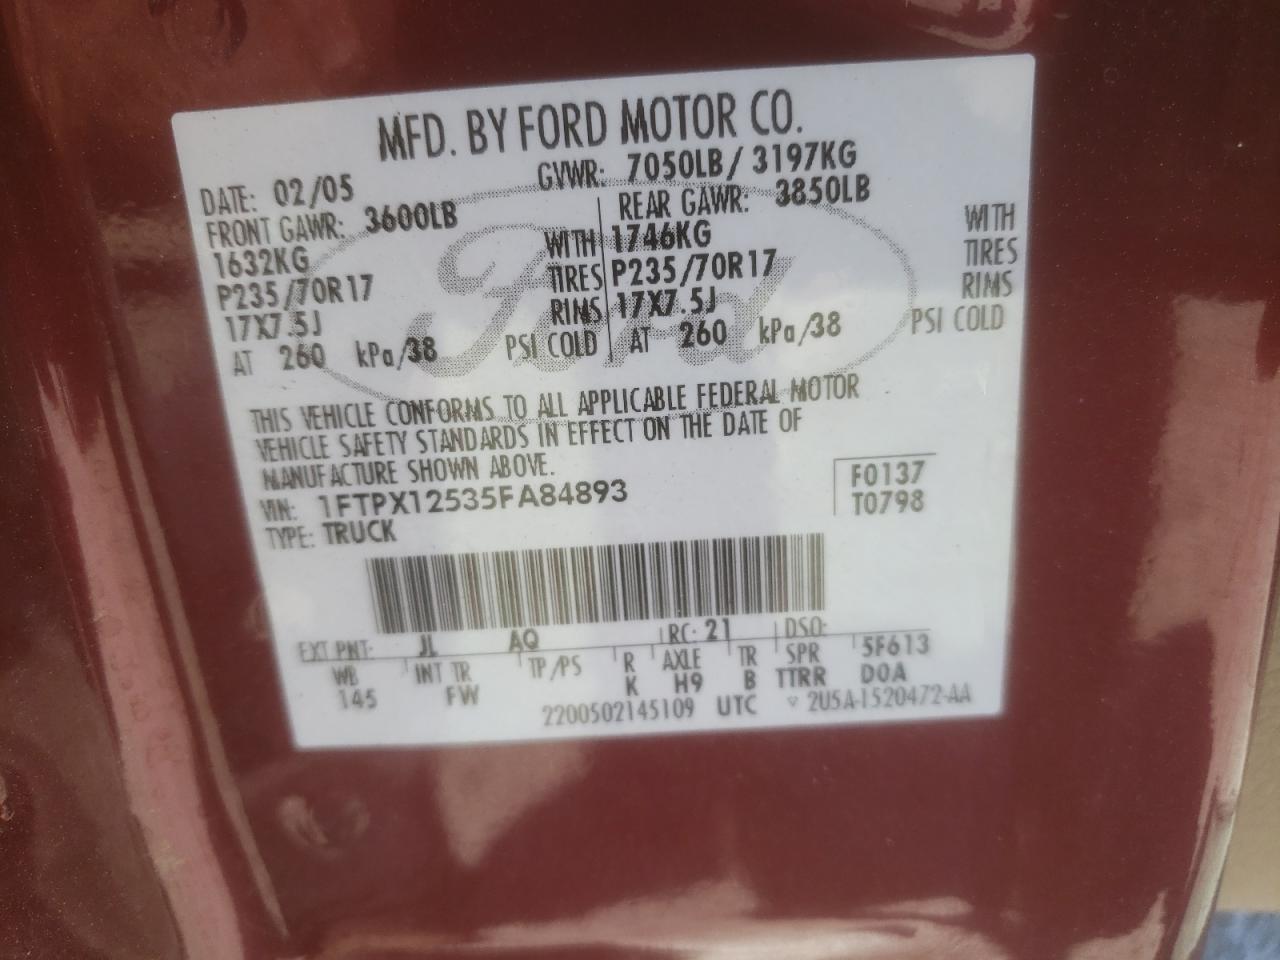 MFD. BY FORD MOTOR CO.
DATE: 02/05 GVWR: 7050LB/ 3197KG
FRONT GAWR: 3600LB REAR GAWR: 3850LB
1632KG WITH 1746KG WITH
P235/70R17 TIRES P235/70R17 TIRES
17X7.5J RIMS 17X7.5J RIMS
AT 260 kPa/38 PSI COLD AT 260 kPa/38 PSI COLD
Ford
THIS VEHICLE CONFORMS TO ALL APPLICABLE FEDERAL MOTOR
VEHICLE SAFETY STANDARDS IN EFFECT ON THE DATE OF
MANUFACTURE SHOWN ABOVE.
VIN: 1FTPX12535FA84893 F0137
TYPE: TRUCK T0798
EXT PNT: JL AQ RC: 21 DSO:
WB INT TR TP/PS R AXLE TR SPR 5F613
145 FW K H9 B TTRR DOA
2200502145109 UTC ▽ 2U5A-1520472-AA